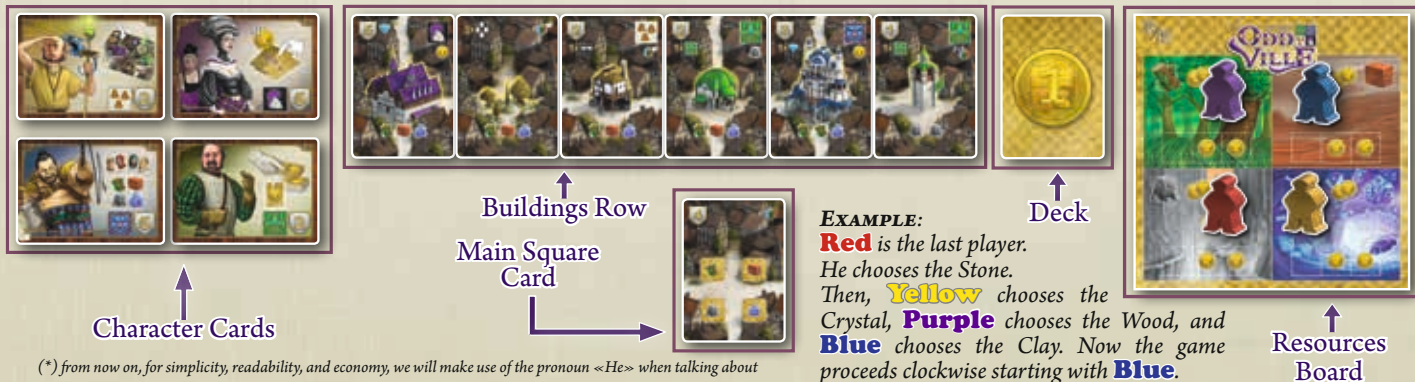 ODD
VILLE
1
Buildings Row
Deck
Main Square
Card
Character Cards
Resources
Board
EXAMPLE:
Red is the last player.
He chooses the Stone.
Then, Yellow chooses the
Crystal, Purple chooses the Wood, and
Blue chooses the Clay. Now the game
proceeds clockwise starting with Blue.
(*) from now on, for simplicity, readability, and economy, we will make use of the pronoun «He» when talking about